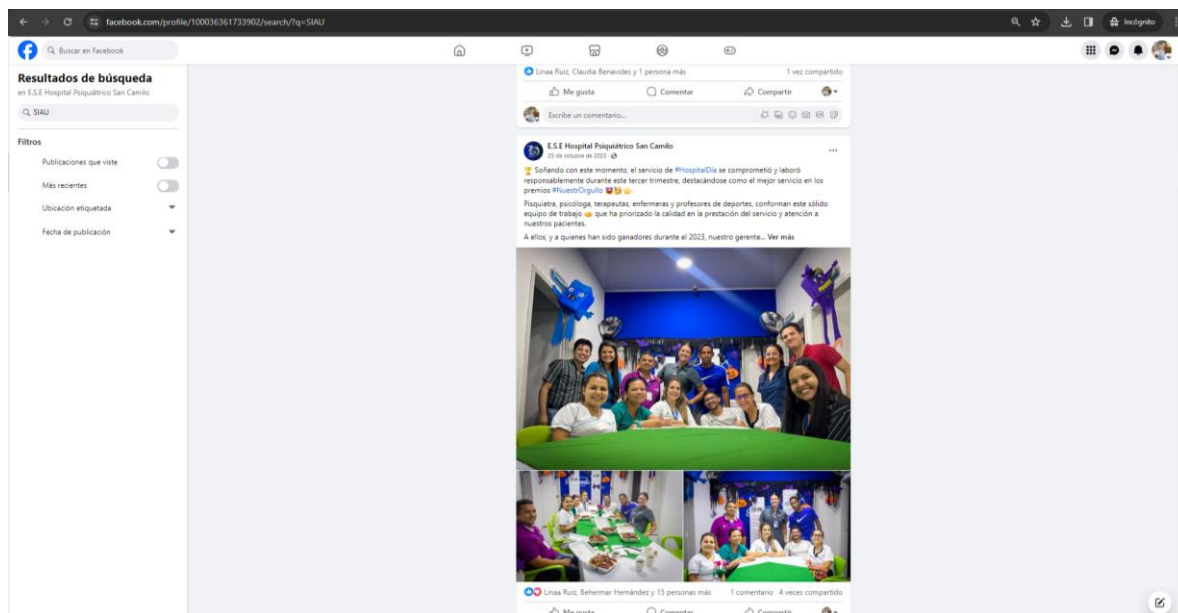 facebook.com/profile/100036361733902/search/?q=SIAU
Incógnito
Buscar en Facebook
Resultados de búsqueda
en E.S.E Hospital Psiquiátrico San Camilo
SIAU
Filtros
Publicaciones que viste
Más recientes
Ubicación etiquetada
Fecha de publicación
Linaa Ruiz, Claudia Benavides y 1 persona más 1 vez compartido
Me gusta Comentar Compartir
Escribe un comentario...
E.S.E Hospital Psiquiátrico San Camilo
25 de octubre de 2023
Soñando con este momento, el servicio de #HospitalDía se comprometió y laboró
responsablemente durante este tercer trimestre, destacándose como el mejor servicio en los
premios #NuestrOrgullo
Pisquiatra, psicóloga, terapeutas, enfermeras y profesores de deportes, conforman este sólido
equipo de trabajo que ha priorizado la calidad en la prestación del servicio y atención a
nuestros pacientes.
A ellos, y a quienes han sido ganadores durante el 2023, nuestro gerente... Ver más
Linaa Ruiz, Behermar Hernández y 15 personas más 1 comentario 4 veces compartido
Me gusta Comentar Compartir